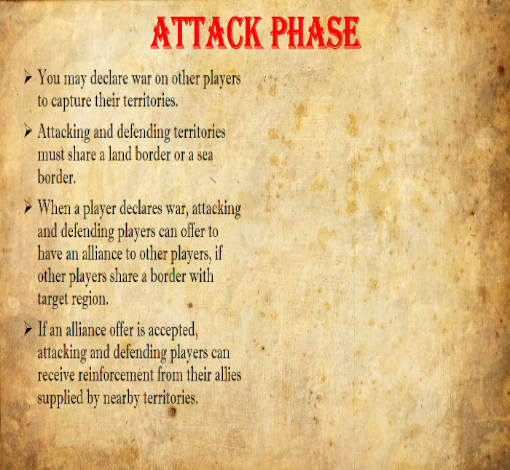 ATTACK PHASE
➢ You may declare war on other players
to capture their territories.
➢ Attacking and defending territories
must share a land border or a sea
border.
➢ When a player declares war, attacking
and defending players can offer to
have an alliance to other players, if
other players share a border with
target region.
➢ If an alliance offer is accepted,
attacking and defending players can
receive reinforcement from their allies
supplied by nearby territories.